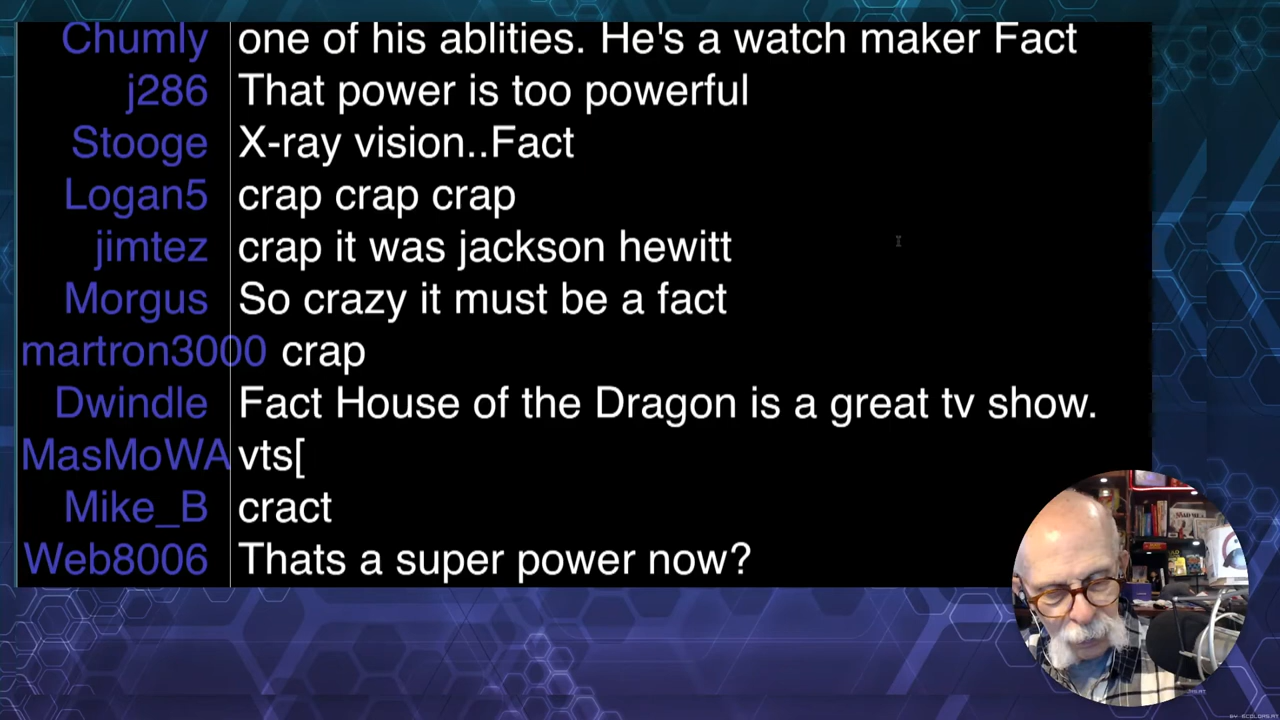 Chumly one of his ablities. He's a watch maker Fact
j286 That power is too powerful
Stooge X-ray vision..Fact
Logan5 crap crap crap
jimtez crap it was jackson hewitt
Morgus So crazy it must be a fact
martron3000 crap
Dwindle Fact House of the Dragon is a great tv show.
MasMoWA vts[
Mike_B cract
Web8006 Thats a super power now?